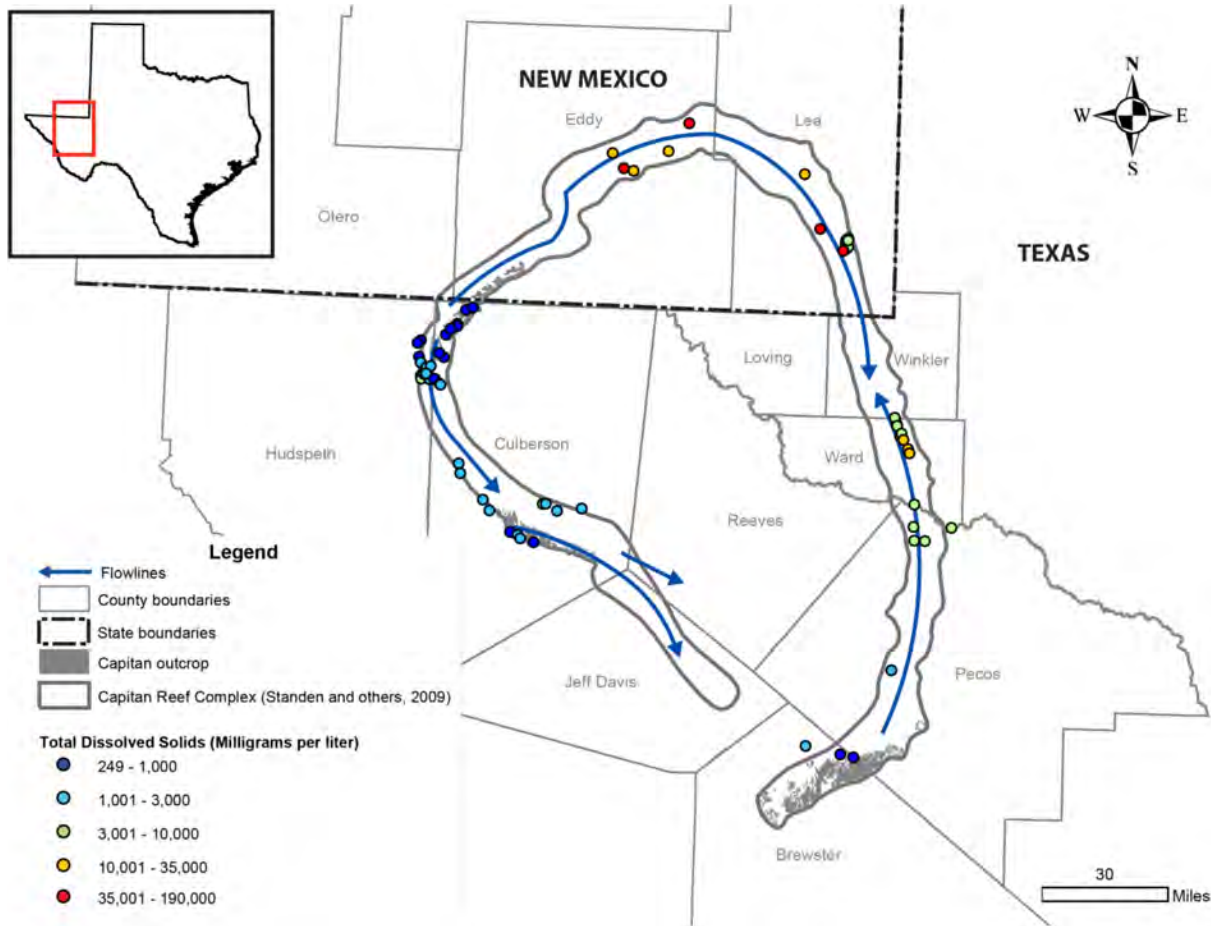 NEW MEXICO
Eddy
Lea
N
W
E
S
Otero
TEXAS
Loving
Winkler
Hudspeth
Culberson
Ward
Reeves
Pecos
Jeff Davis
Brewster
Legend
Flowlines
County boundaries
State boundaries
Capitan outcrop
Capitan Reef Complex (Standen and others, 2009)
Total Dissolved Solids (Milligrams per liter)
249 - 1,000
1,001 - 3,000
3,001 - 10,000
10,001 - 35,000
35,001 - 190,000
30
Miles